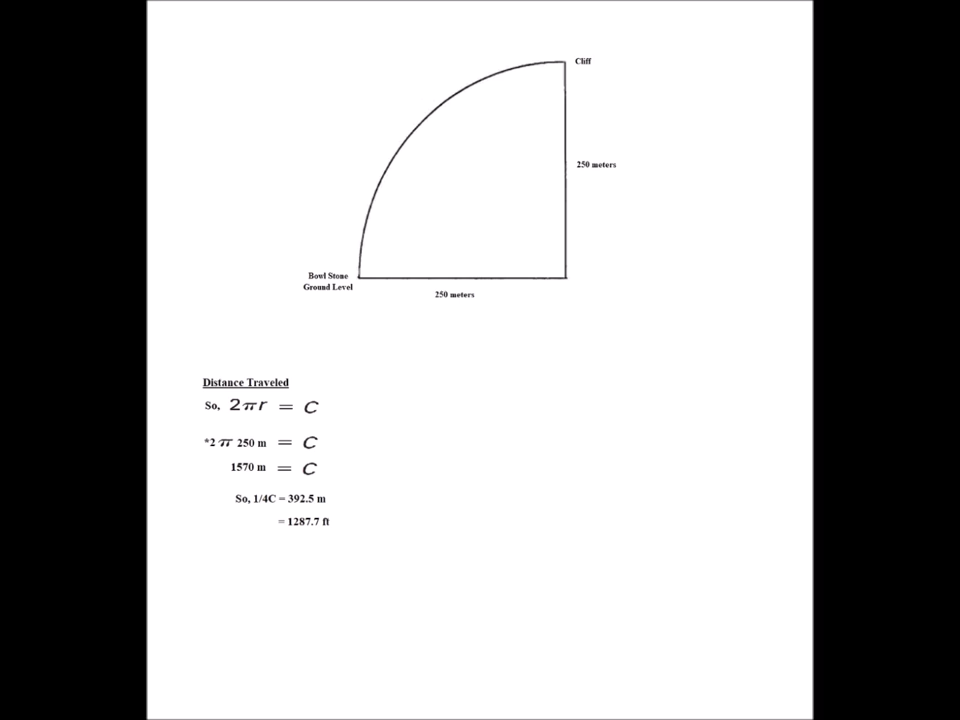 Cliff
250 meters
Bowl Stone
Ground Level
250 meters
Distance Traveled
So, 2πr = C
*2 π 250 m = C
1570 m = C
So, 1/4C = 392.5 m
= 1287.7 ft